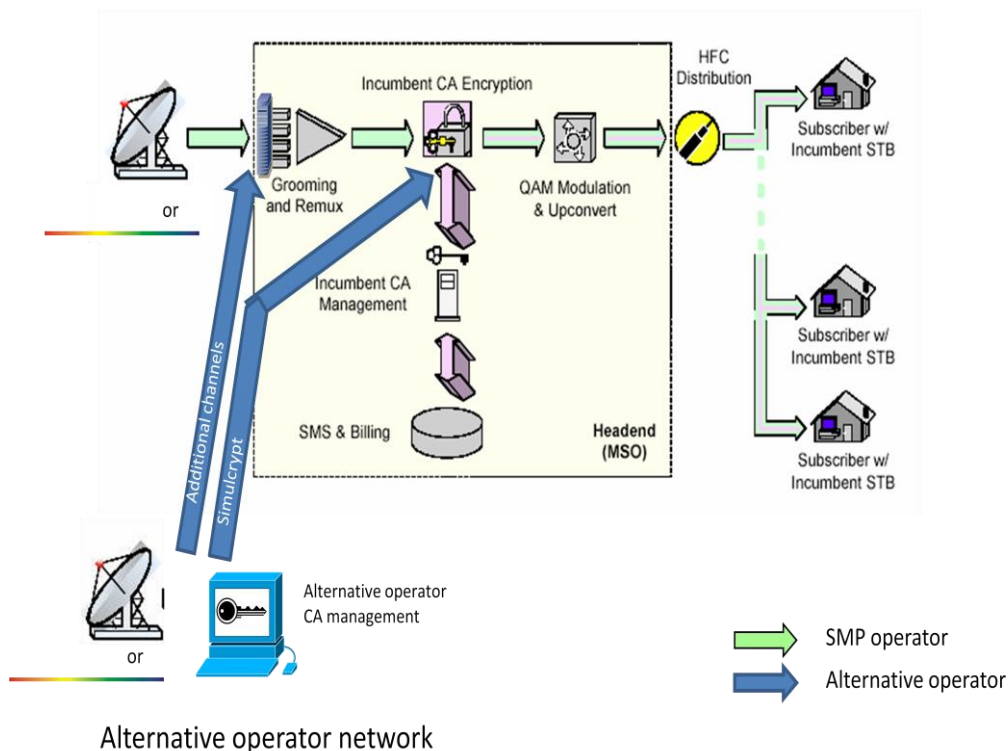 HFC
Distribution
Incumbent CA Encryption
or
Grooming
and Remux
QAM Modulation
& Upconvert
Subscriber w/
Incumbent STB
Incumbent CA
Management
Subscriber w/
Incumbent STB
SMS & Billing
Headend
(MSO)
Subscriber w/
Incumbent STB
Additional channels
Simulcrypt
Alternative operator
CA management
or
SMP operator
Alternative operator
Alternative operator network